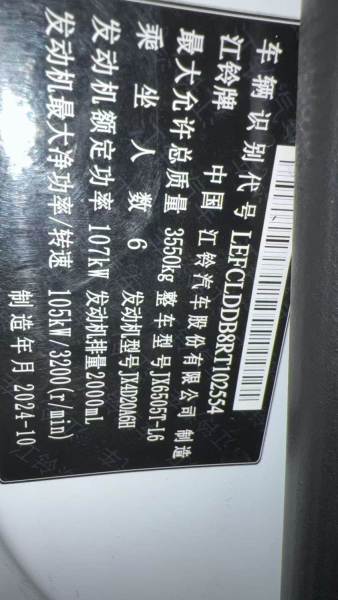 车辆识别代号 LEFCLDDB8RT102554
江铃牌 中国 江铃汽车股份有限公司 制造
最大允许总质量 3550kg 整车型号 JX6505T-L6
乘坐人数 6 发动机型号 JX4D20A6H
发动机额定功率 107kW 发动机排量 2000mL
发动机最大净功率/转速 105kW/3200(r/min)
制造年月 2024-10